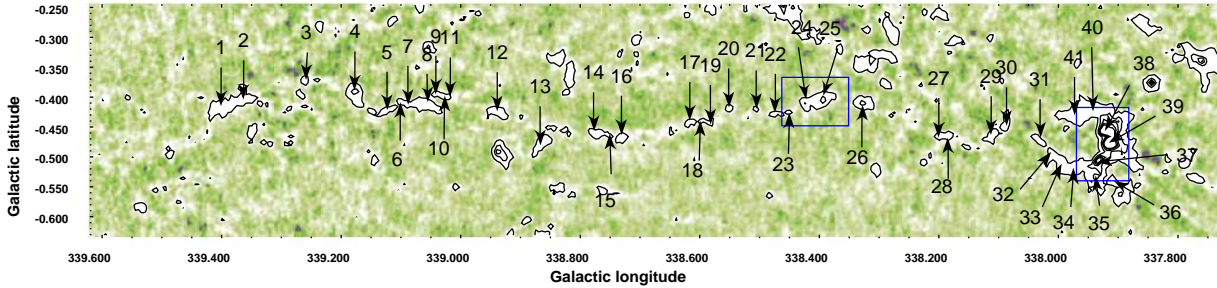 -0.250
-0.300
-0.350
-0.400
-0.450
-0.500
-0.550
-0.600
Galactic latitude
1 2 3 4 5 7 8 9 11 12 13 14 16 17 19 20 21 22 24 25 27 29 30 31 41 40 38 39 37
6 10 15 18 23 26 28 32 33 34 35 36
339.600 339.400 339.200 339.000 338.800 338.600 338.400 338.200 338.000 337.800
Galactic longitude